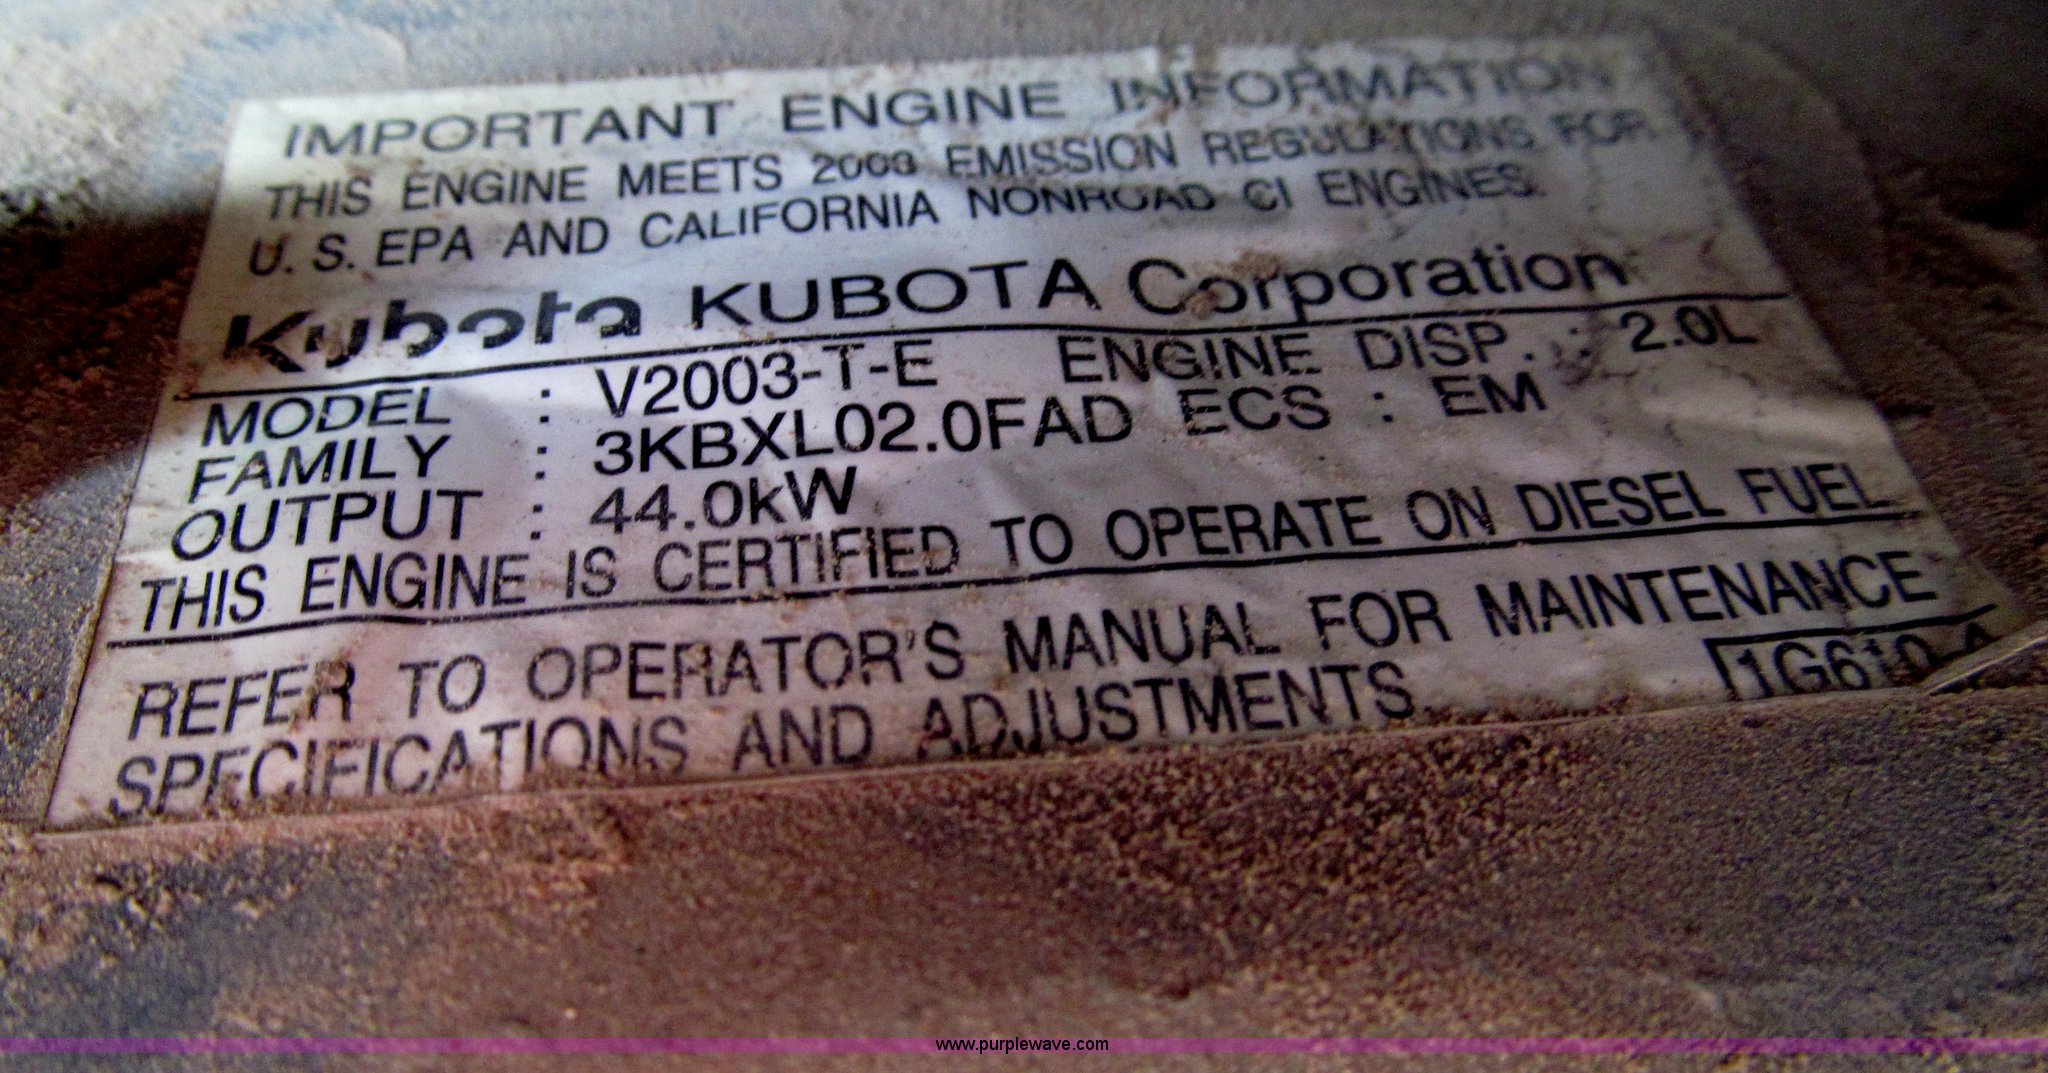 IMPORTANT ENGINE INFORMATION
THIS ENGINE MEETS 2003 EMISSION REGULATIONS FOR
U. S. EPA AND CALIFORNIA NONROAD CI ENGINES.
Kubota KUBOTA Corporation
MODEL : V2003-T-E ENGINE DISP. : 2.0L
FAMILY : 3KBXL02.0FAD ECS : EM
OUTPUT : 44.0kW
THIS ENGINE IS CERTIFIED TO OPERATE ON DIESEL FUEL
REFER TO OPERATOR'S MANUAL FOR MAINTENANCE
SPECIFICATIONS AND ADJUSTMENTS.
1G610-
www.purplewave.com